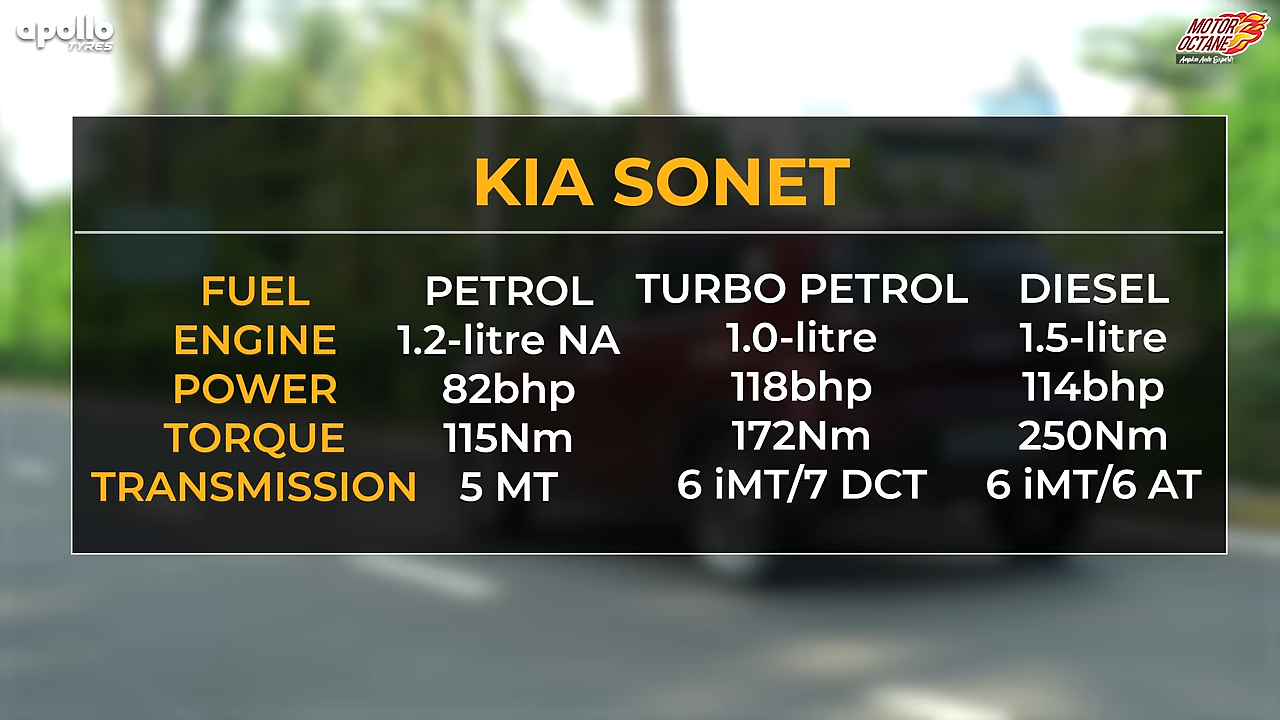 apollo
TYRES
MOTOR
OCTANE
KIA SONET
FUEL PETROL TURBO PETROL DIESEL
ENGINE 1.2-litre NA 1.0-litre 1.5-litre
POWER 82bhp 118bhp 114bhp
TORQUE 115Nm 172Nm 250Nm
TRANSMISSION 5 MT 6 iMT/7 DCT 6 iMT/6 AT